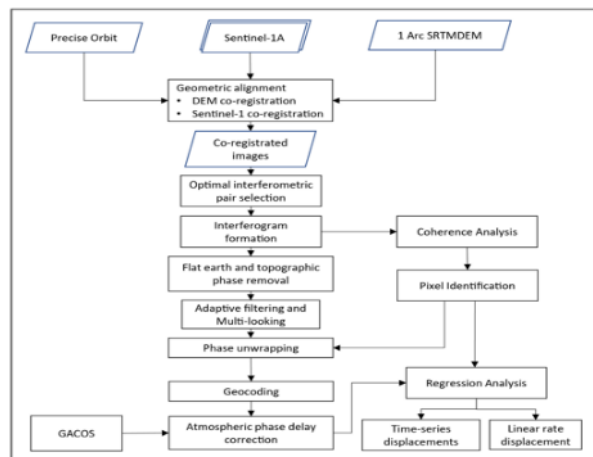 Precise Orbit
Sentinel-1A
1 Arc SRTMDEM
Geometric alignment
• DEM co-registration
• Sentinel-1 co-registration
Co-registrated
images
Optimal interferometric
pair selection
Interferogram
formation
Coherence Analysis
Flat earth and topographic
phase removal
Pixel Identification
Adaptive filtering and
Multi-looking
Phase unwrapping
Geocoding
Regression Analysis
GACOS
Atmospheric phase delay
correction
Time-series
displacements
Linear rate
displacement